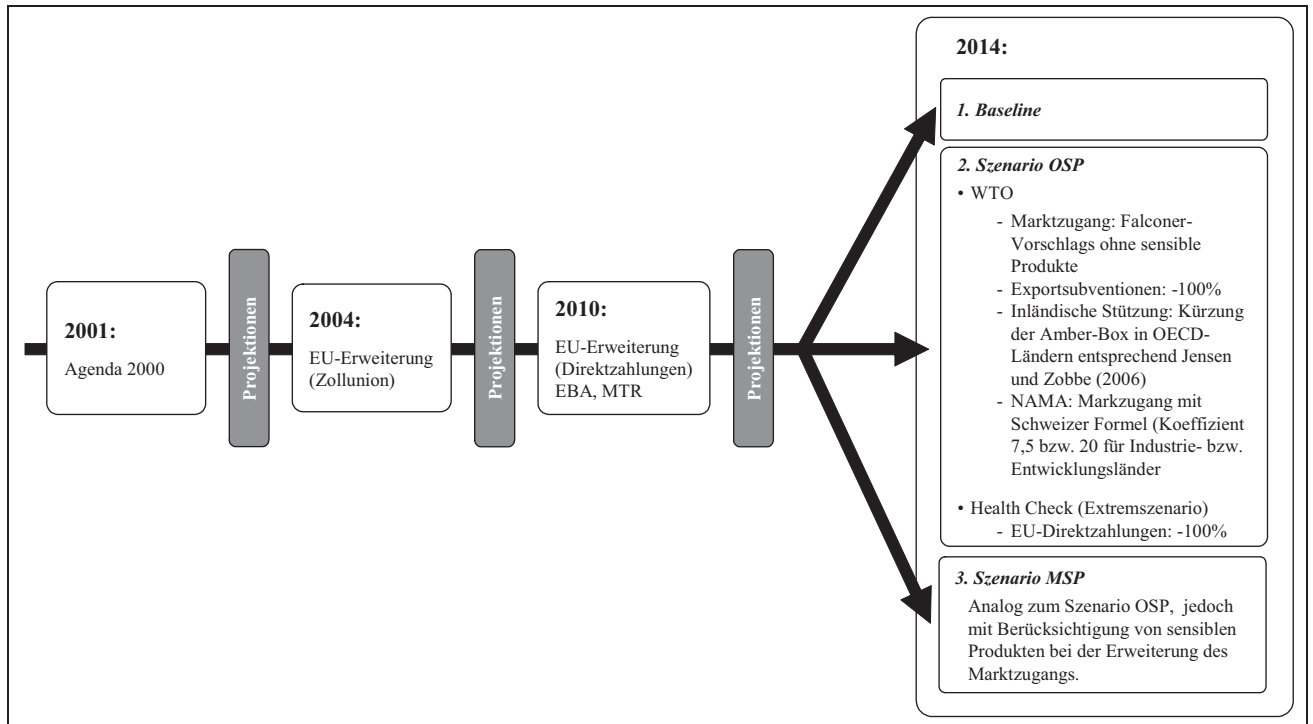 2001:
Agenda 2000
Projektionen
2004:
EU-Erweiterung
(Zollunion)
Projektionen
2010:
EU-Erweiterung
(Direktzahlungen)
EBA, MTR
Projektionen
2014:
1. Baseline
2. Szenario OSP
• WTO
- Marktzugang: Falconer-
Vorschlags ohne sensible
Produkte
- Exportsubventionen: -100%
- Inländische Stützung: Kürzung
der Amber-Box in OECD-
Ländern entsprechend Jensen
und Zobbe (2006)
- NAMA: Markzugang mit
Schweizer Formel (Koeffizient
7,5 bzw. 20 für Industrie- bzw.
Entwicklungsländer
• Health Check (Extremszenario)
- EU-Direktzahlungen: -100%
3. Szenario MSP
Analog zum Szenario OSP, jedoch
mit Berücksichtigung von sensiblen
Produkten bei der Erweiterung des
Marktzugangs.